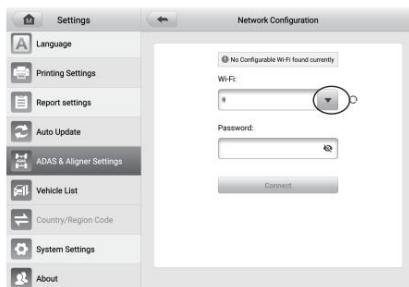 Settings
Network Configuration
Language
Printing Settings
Report settings
Auto Update
ADAS & Aligner Settings
Vehicle List
Country/Region Code
System Settings
About
No Configurable Wi-Fi found currently
Wi-Fi:
Password:
Connect